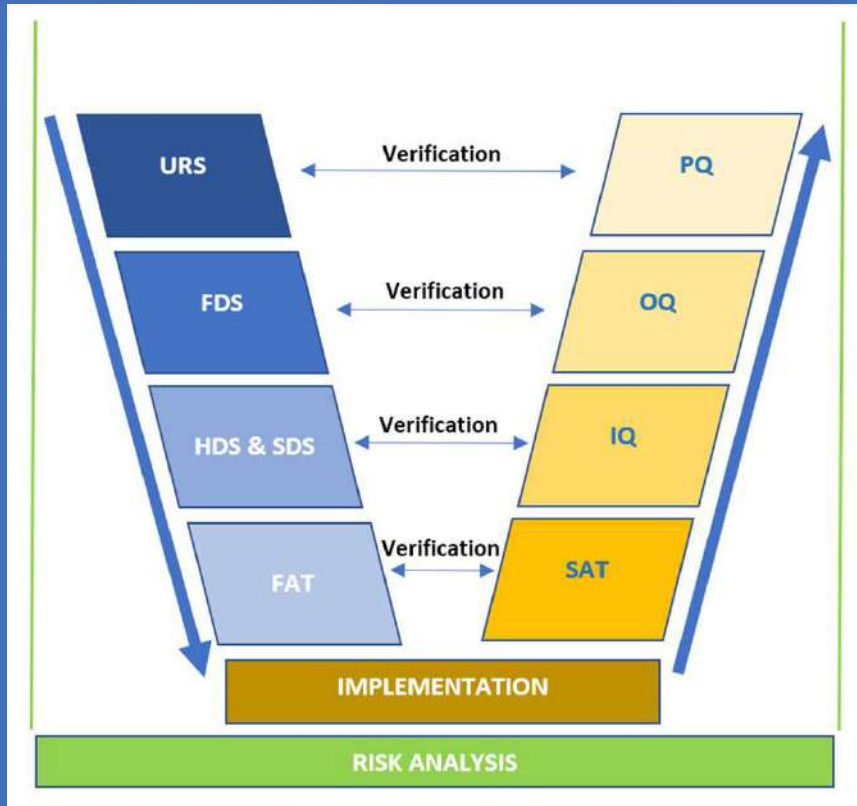 URS
Verification
PQ
FDS
Verification
OQ
HDS & SDS
Verification
IQ
FAT
Verification
SAT
IMPLEMENTATION
RISK ANALYSIS